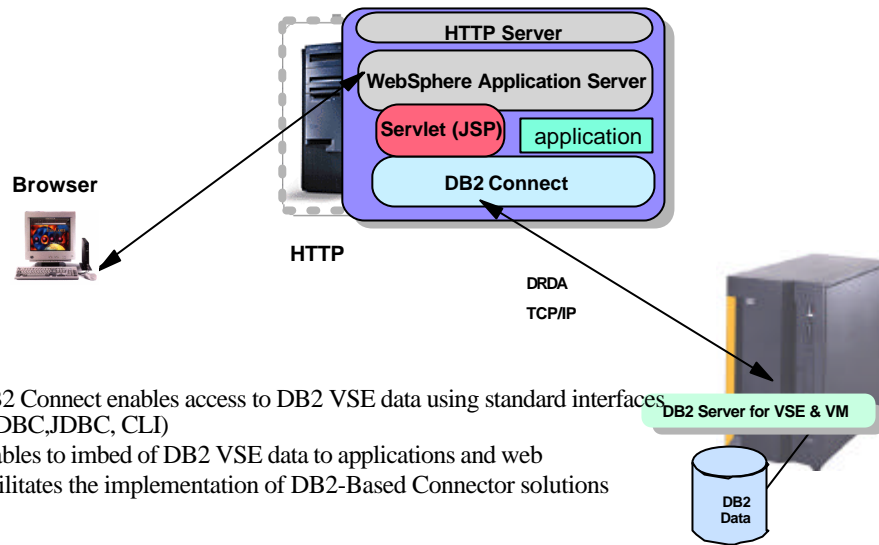 HTTP Server
WebSphere Application Server
Servlet (JSP)
application
DB2 Connect
Browser
HTTP
DRDA
TCP/IP
B2 Connect enables access to DB2 VSE data using standard interfaces
DBC,JDBC, CLI)
ables to imbed of DB2 VSE data to applications and web
ilitates the implementation of DB2-Based Connector solutions
DB2 Server for VSE & VM
DB2
Data